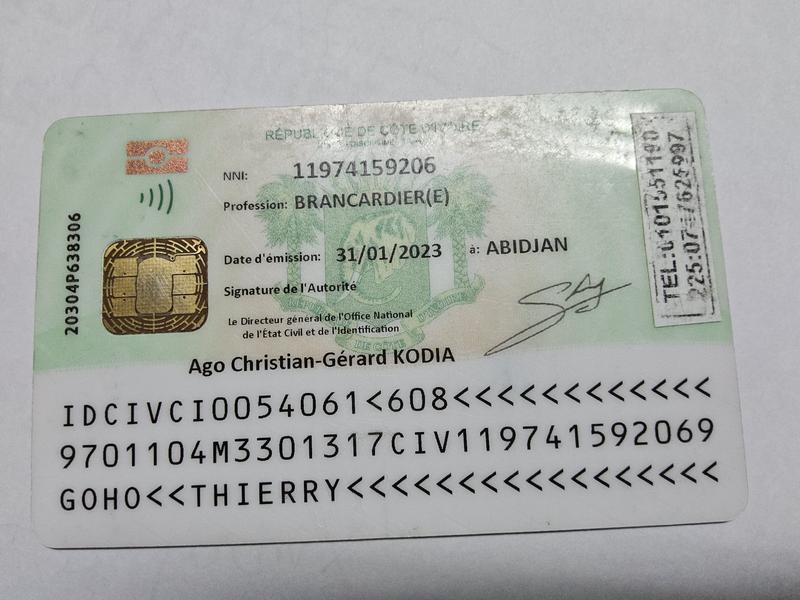 RÉPUBLIQUE DE CÔTE D'IVOIRE
NNI: 11974159206
Profession: BRANCARDIER(E)
Date d'émission: 31/01/2023 à: ABIDJAN
Signature de l'Autorité
Le Directeur général de l'Office National
de l'État Civil et de l'Identification
Ago Christian-Gérard KODIA
20304P638306
TEL:
IDCIVCI0054061<608<<<<<<<<<<<<
9701104M3301317CIV119741592069
GOHO<<THIERRY<<<<<<<<<<<<<<<<<